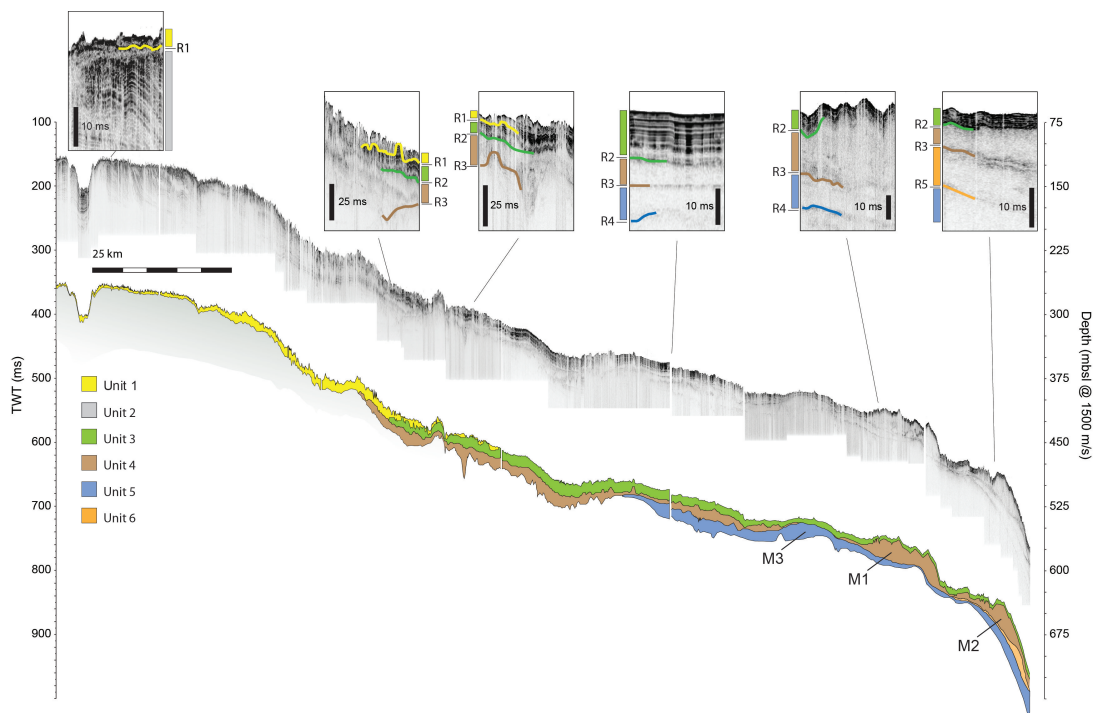 R1
10 ms
R1
R2
R3
25 ms
R1
R2
R3
25 ms
R2
R3
R4
10 ms
R2
R3
R4
10 ms
R2
R3
R5
10 ms
100
200
300
400
500
600
700
800
900
TWT (ms)
25 km
75
150
225
300
375
450
525
600
675
Depth (mbsl @ 1500 m/s)
Unit 1
Unit 2
Unit 3
Unit 4
Unit 5
Unit 6
M3
M1
M2